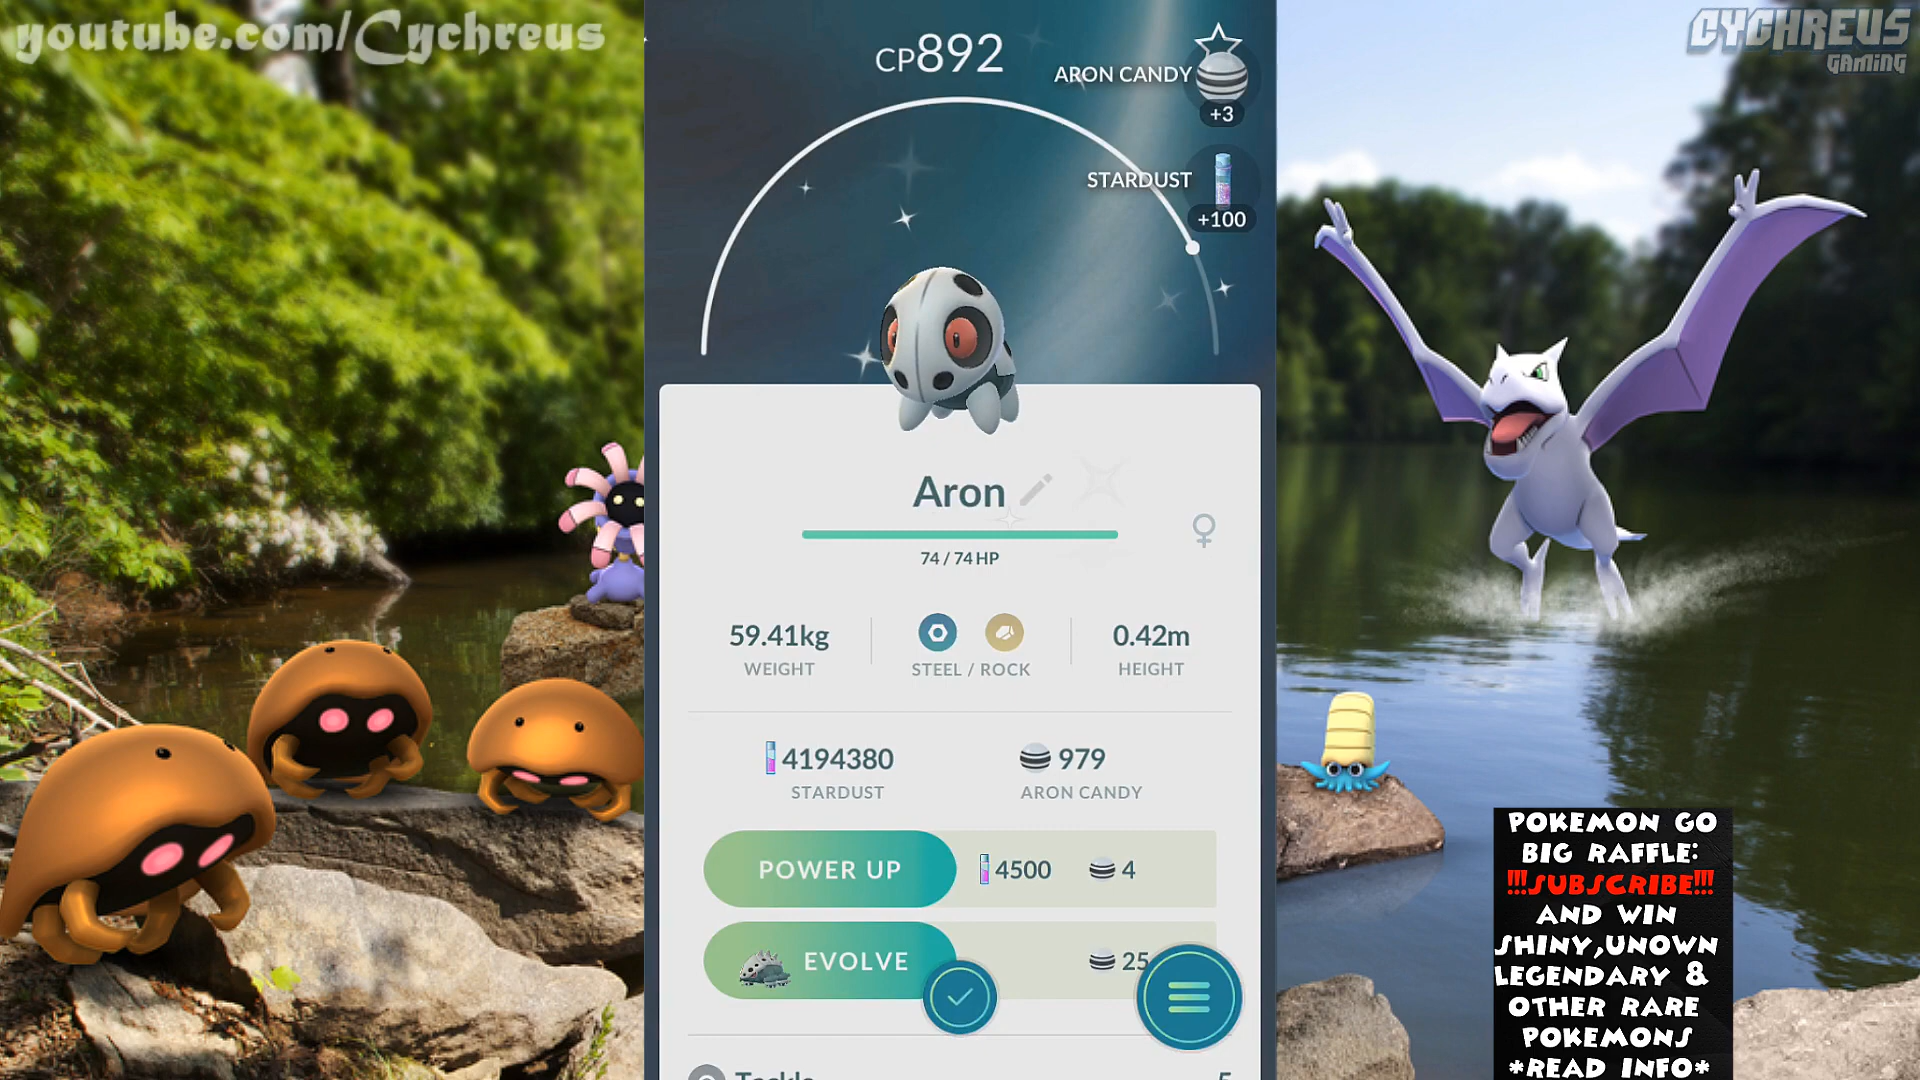 youtube.com/Cychreus
CYCHREUS
GAMING
CP892
ARON CANDY
+3
STARDUST
+100
Aron
74 / 74 HP
59.41kg
WEIGHT
STEEL / ROCK
0.42m
HEIGHT
4194380
STARDUST
979
ARON CANDY
POWER UP
4500
4
EVOLVE
25
Tackle
5
POKEMON GO
BIG RAFFLE:
!!!SUBSCRIBE!!!
AND WIN
SHINY,UNOWN
LEGENDARY &
OTHER RARE
POKEMONS
*READ INFO*